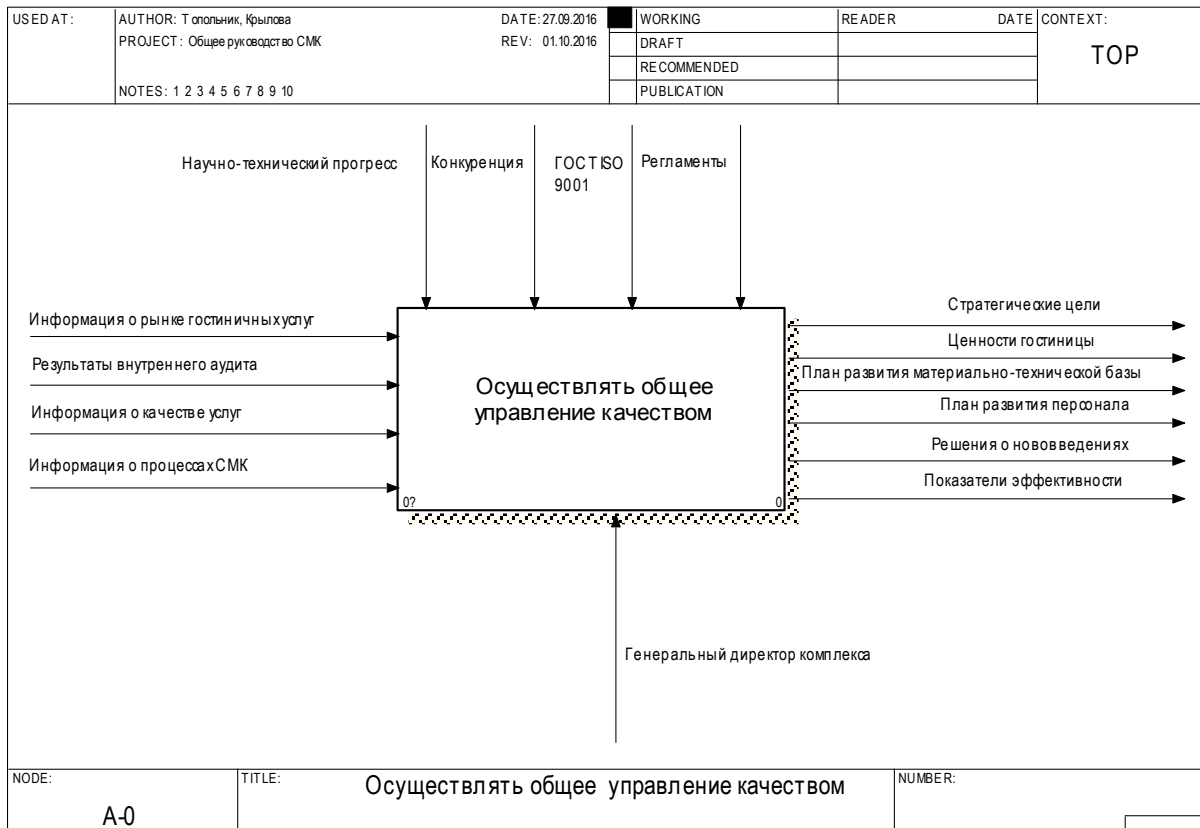 USED AT:
AUTHOR: Топольник, Крылова
DATE: 27.09.2016
WORKING
READER
DATE
CONTEXT:
PROJECT: Общее руководство СМК
REV: 01.10.2016
DRAFT
TOP
RECOMMENDED
NOTES: 1 2 3 4 5 6 7 8 9 10
PUBLICATION
Научно-технический прогресс
Конкуренция
ГОСТ ISO
9001
Регламенты
Информация о рынке гостиничных услуг
Результаты внутреннего аудита
Информация о качестве услуг
Информация о процессах СМК
Осуществлять общее
управление качеством
0?
0
Стратегические цели
Ценности гостиницы
План развития материально-технической базы
План развития персонала
Решения о нововведениях
Показатели эффективности
Генеральный директор комплекса
NODE:
A-0
TITLE:
Осуществлять общее управление качеством
NUMBER: